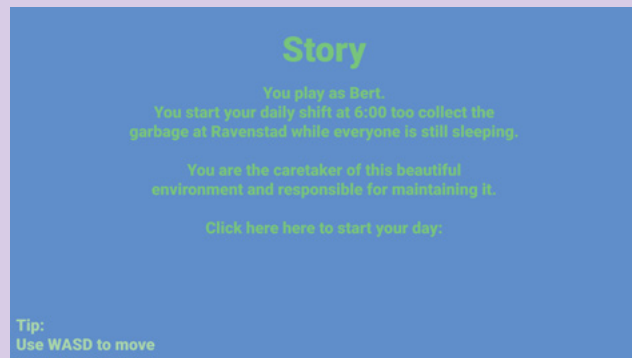 Story
You play as Bert.
You start your daily shift at 6:00 too collect the
garbage at Ravenstad while everyone is still sleeping.
You are the caretaker of this beautiful
environment and responsible for maintaining it.
Click here here to start your day:
Tip:
Use WASD to move